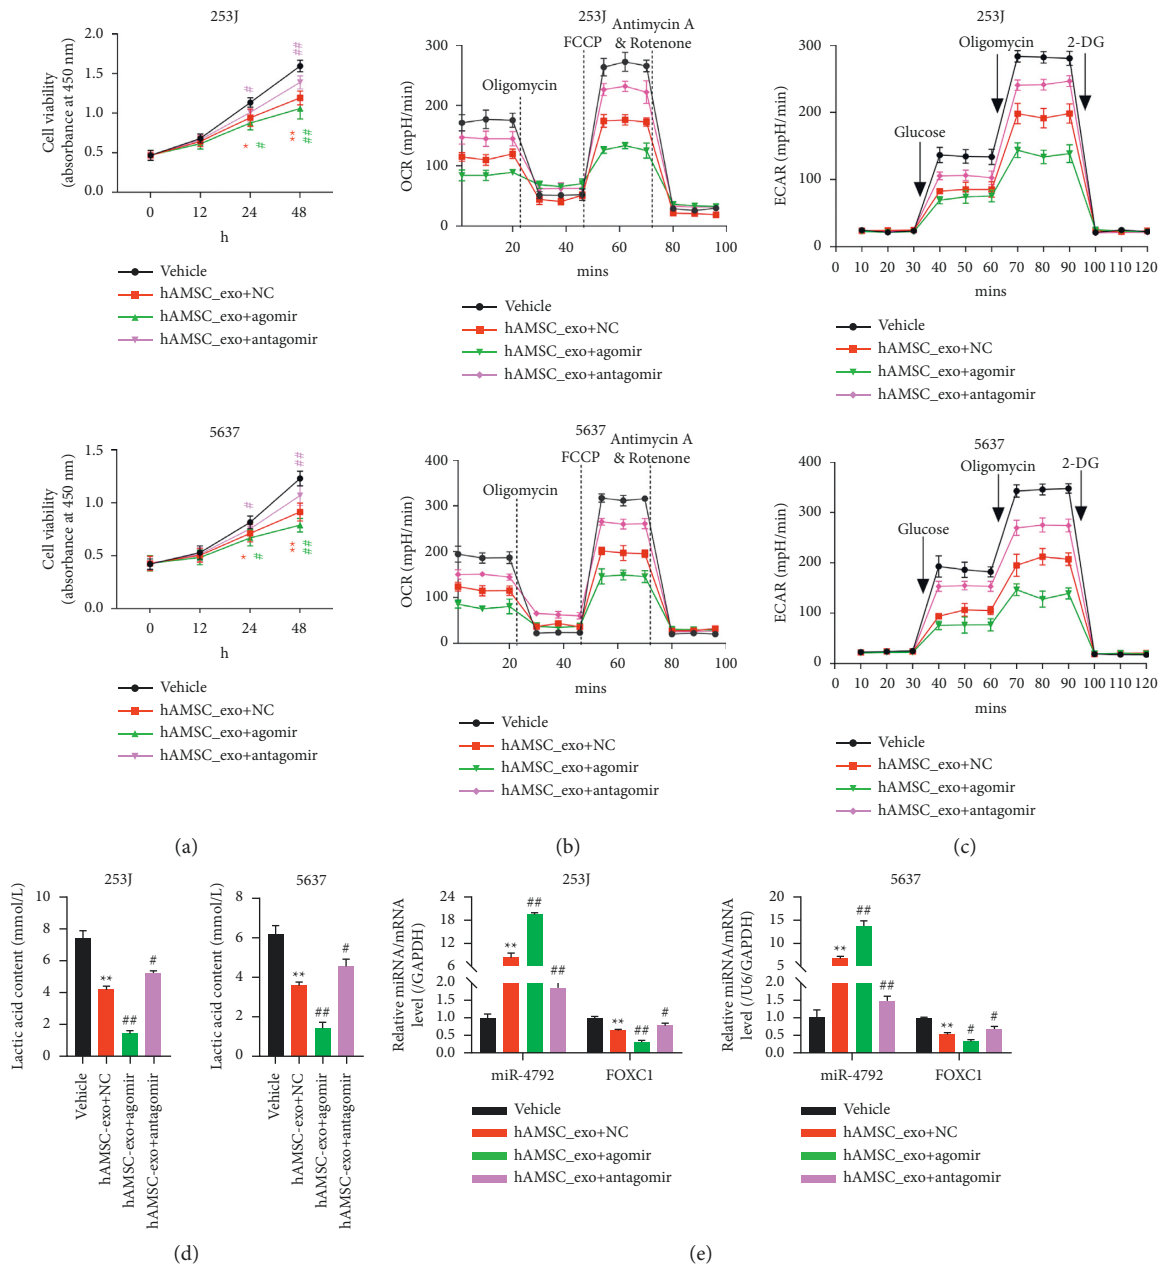 253J
Cell viability
(absorbance at 450 nm)
2.0
1.5
1.0
0.5
0.0
##
#
*
#
**
##
0 12 24 48
h
Vehicle
hAMSC_exo+NC
hAMSC_exo+agomir
hAMSC_exo+antagomir
5637
Cell viability
(absorbance at 450 nm)
1.5
1.0
0.5
0.0
##
#
*
#
**
##
0 12 24 48
h
Vehicle
hAMSC_exo+NC
hAMSC_exo+agomir
hAMSC_exo+antagomir
(a)
253J
Antimycin A
FCCP & Rotenone
Oligomycin
OCR (mpH/min)
300
200
100
0
20 40 60 80 100
mins
Vehicle
hAMSC_exo+NC
hAMSC_exo+agomir
hAMSC_exo+antagomir
5637
Antimycin A
FCCP & Rotenone
Oligomycin
OCR (mpH/min)
400
300
200
100
0
20 40 60 80 100
mins
Vehicle
hAMSC_exo+NC
hAMSC_exo+agomir
hAMSC_exo+antagomir
(b)
253J
Oligomycin 2-DG
Glucose
ECAR (mpH/min)
300
200
100
0
0 10 20 30 40 50 60 70 80 90 100 110 120
mins
Vehicle
hAMSC_exo+NC
hAMSC_exo+agomir
hAMSC_exo+antagomir
5637
Oligomycin 2-DG
Glucose
ECAR (mpH/min)
400
300
200
100
0
0 10 20 30 40 50 60 70 80 90 100 110 120
mins
Vehicle
hAMSC_exo+NC
hAMSC_exo+agomir
hAMSC_exo+antagomir
(c)
253J
Lactic acid content (mmol/L)
10
8
6
4
2
0
**
##
#
Vehicle
hAMSC-exo+NC
hAMSC-exo+agomir
hAMSC-exo+antagomir
5637
Lactic acid content (mmol/L)
8
6
4
2
0
**
##
#
Vehicle
hAMSC-exo+NC
hAMSC-exo+agomir
hAMSC-exo+antagomir
(d)
253J
Relative miRNA/mRNA
level (/GAPDH)
24
18
12
6
2.0
1.5
1.0
0.5
0.0
**
##
##
**
##
#
miR-4792 FOXC1
Vehicle
hAMSC_exo+NC
hAMSC_exo+agomir
hAMSC_exo+antagomir
5637
Relative miRNA/mRNA
level (/U6/GAPDH)
20
15
10
5
2.0
1.5
1.0
0.5
0.0
**
##
##
**
#
#
miR-4792 FOXC1
Vehicle
hAMSC_exo+NC
hAMSC_exo+agomir
hAMSC_exo+antagomir
(e)